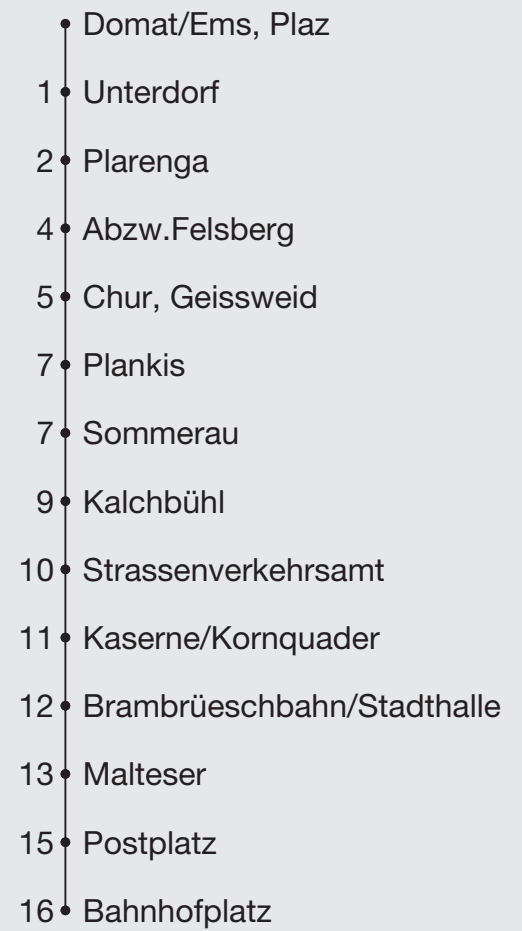 Domat/Ems, Plaz
1 Unterdorf
2 Plarenga
4 Abzw.Felsberg
5 Chur, Geissweid
7 Plankis
7 Sommerau
9 Kalchbühl
10 Strassenverkehrsamt
11 Kaserne/Kornquader
12 Brambrüeschbahn/Stadthalle
13 Malteser
15 Postplatz
16 Bahnhofplatz